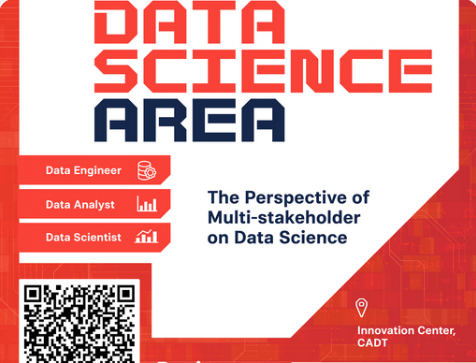 DATA
SCIENCE
AREA
Data Engineer
Data Analyst
Data Scientist
The Perspective of
Multi-stakeholder
on Data Science
Innovation Center,
CADT